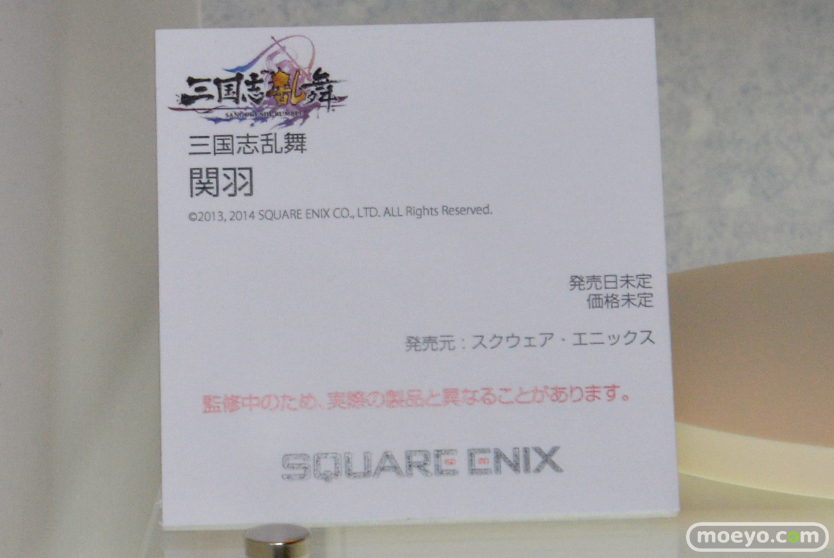 三国志乱舞
三国志乱舞
関羽
©2013, 2014 SQUARE ENIX CO., LTD. ALL Rights Reserved.
発売日未定
価格未定
発売元：スクウェア・エニックス
監修中のため、実際の製品と異なることがあります。
SQUARE ENIX
moeyo.com